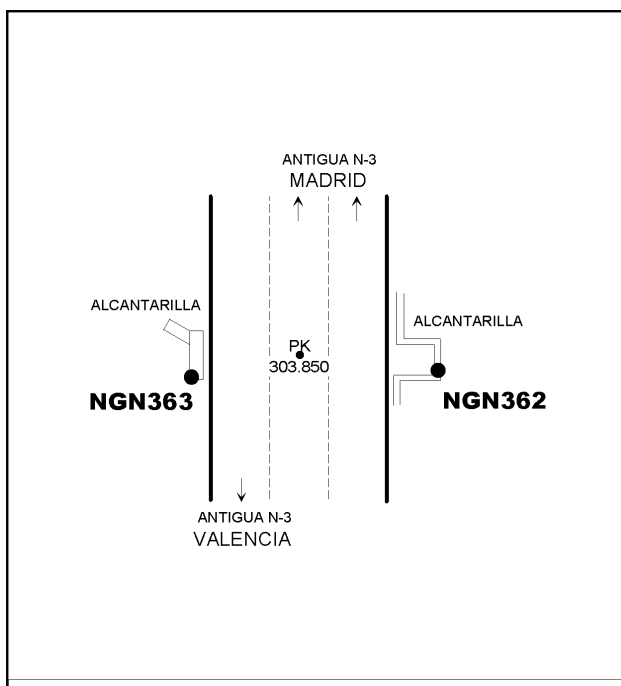 ANTIGUA N-3
MADRID
ALCANTARILLA
ALCANTARILLA
PK
303.850
NGN363
NGN362
ANTIGUA N-3
VALENCIA